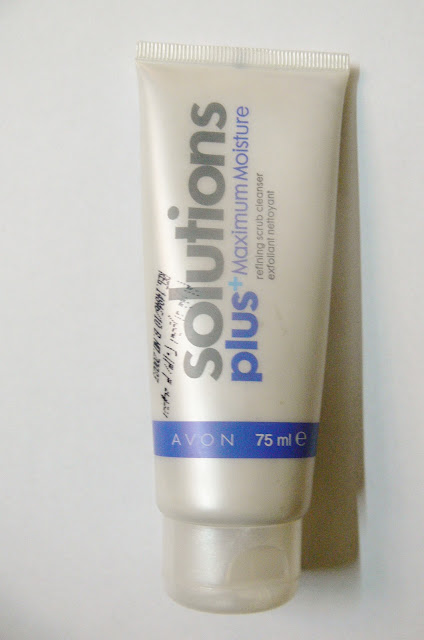 solutions
plus+Maximum Moisture
refining scrub cleanser
exfoliant nettoyant
AVON 75 ml e